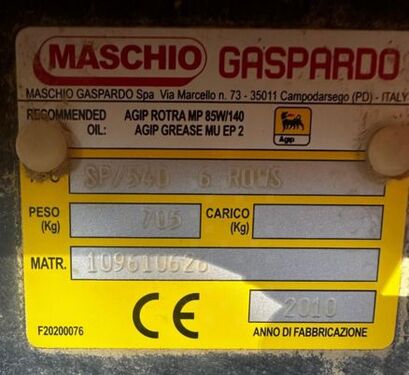 MASCHIO GASPARDO
MASCHIO GASPARDO Spa Via Marcello n. 73 - 35011 Campodarsego (PD) - ITALY
RECOMMENDED OIL: AGIP ROTRA MP 85W/140
AGIP GREASE MU EP 2
Agip
SP/540 6 ROWS
PESO (Kg) 705 CARICO (Kg)
MATR. 109610626
CE 2010
F20200076 ANNO DI FABBRICAZIONE